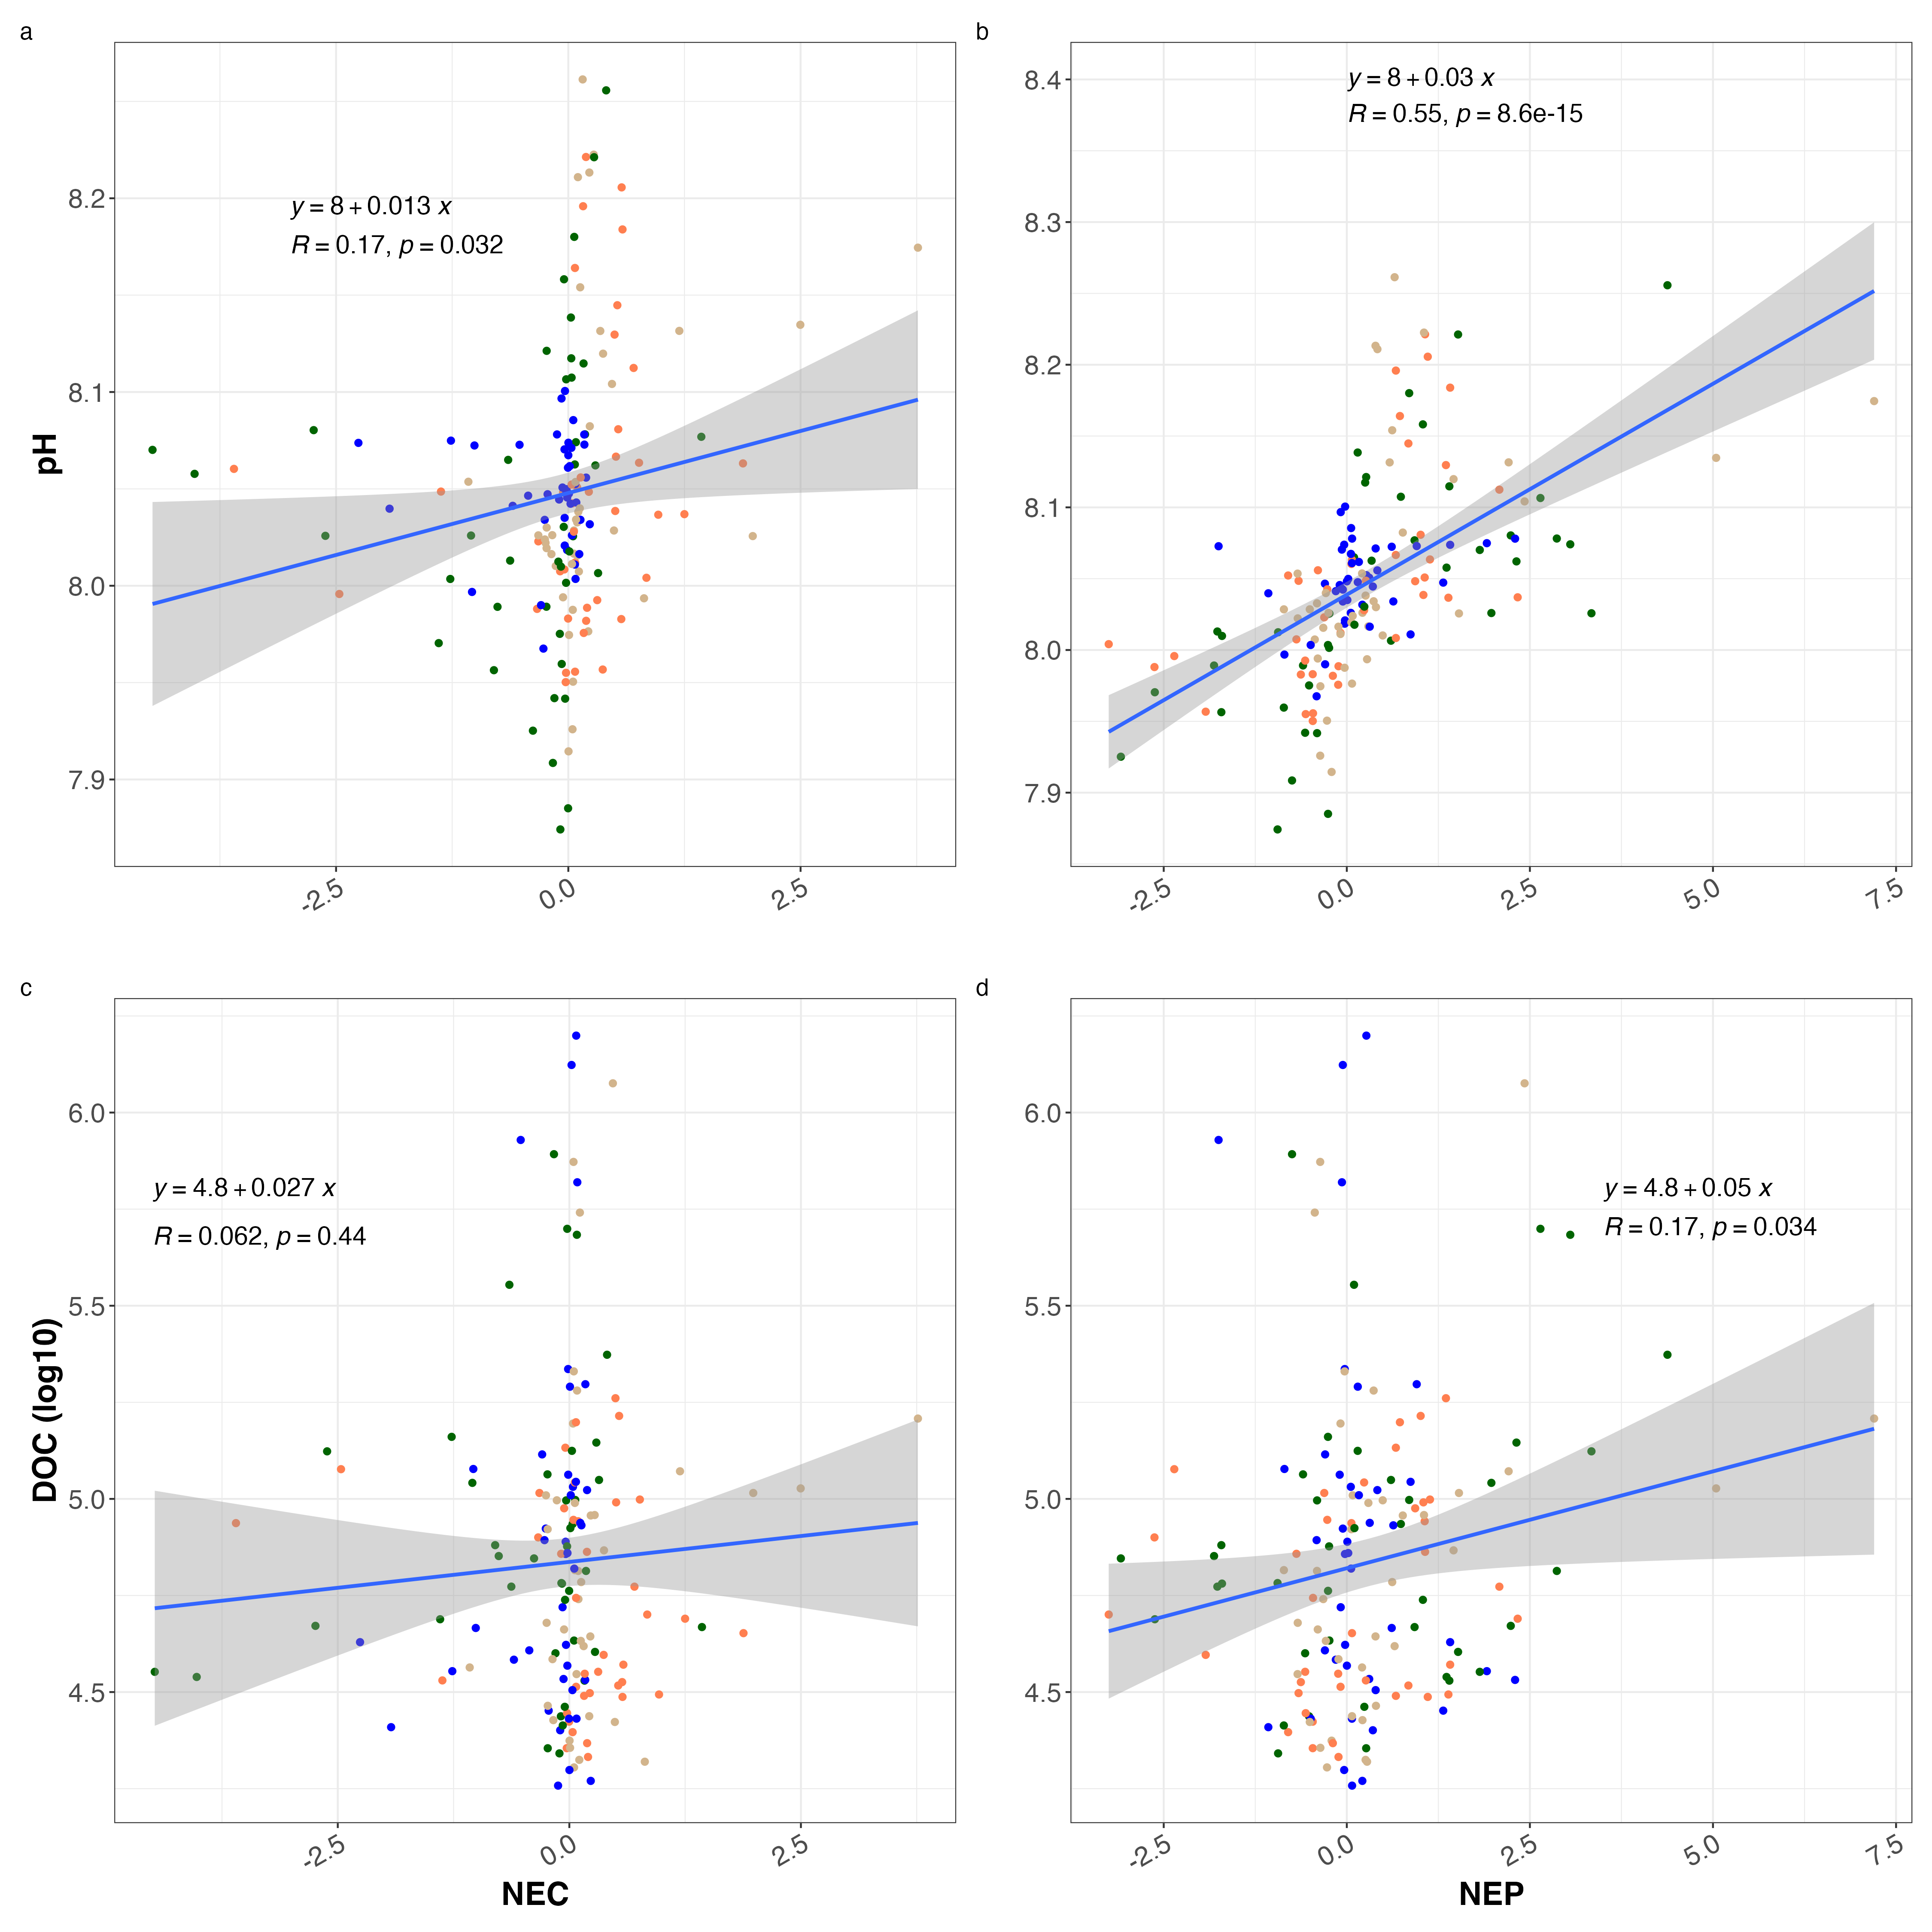 a
y = 8 + 0.013 x
R = 0.17, p = 0.032
pH
8.2
8.1
8.0
7.9
-2.5
0.0
2.5
b
y = 8 + 0.03 x
R = 0.55, p = 8.6e-15
8.4
8.3
8.2
8.1
8.0
7.9
-2.5
0.0
2.5
5.0
7.5
c
y = 4.8 + 0.027 x
R = 0.062, p = 0.44
DOC (log10)
6.0
5.5
5.0
4.5
-2.5
0.0
2.5
NEC
d
y = 4.8 + 0.05 x
R = 0.17, p = 0.034
6.0
5.5
5.0
4.5
-2.5
0.0
2.5
5.0
7.5
NEP